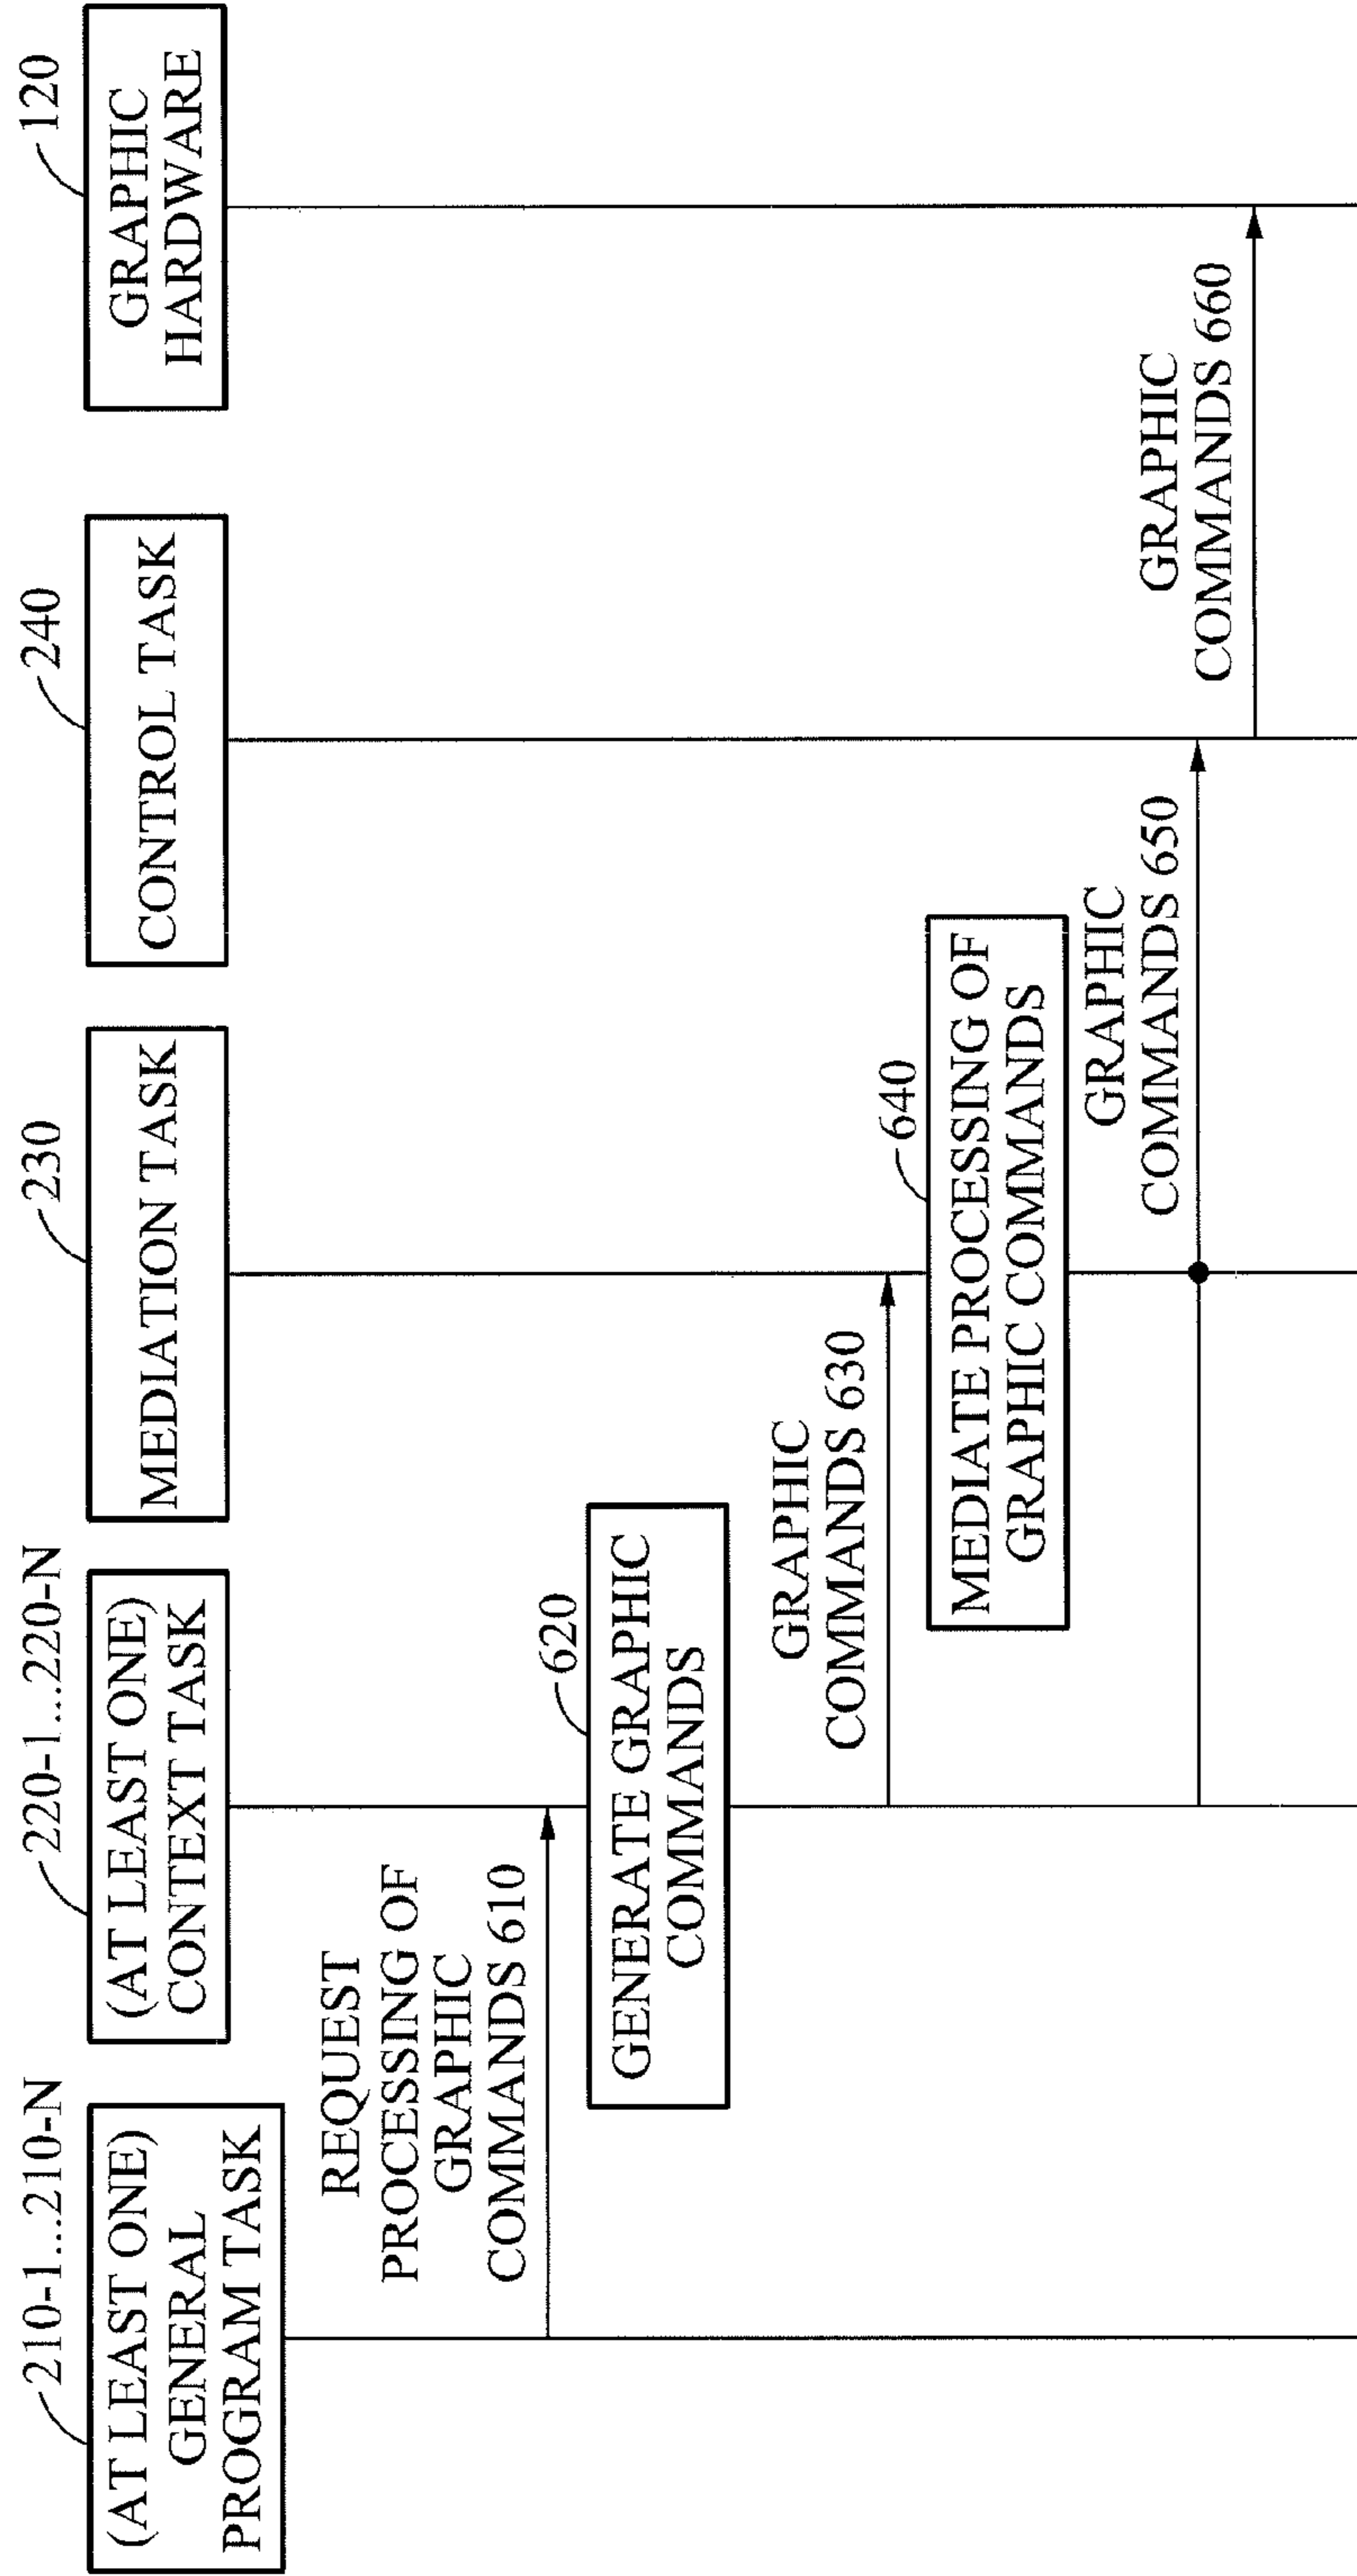 210-1...210-N
220-1...220-N
230
240
120
(AT LEAST ONE)
GENERAL
PROGRAM TASK
(AT LEAST ONE)
CONTEXT TASK
MEDIATION TASK
CONTROL TASK
GRAPHIC
HARDWARE
REQUEST
PROCESSING OF
GRAPHIC
COMMANDS 610
620
GENERATE GRAPHIC
COMMANDS
GRAPHIC
COMMANDS 630
640
MEDIATE PROCESSING OF
GRAPHIC COMMANDS
GRAPHIC
COMMANDS 650
GRAPHIC
COMMANDS 660